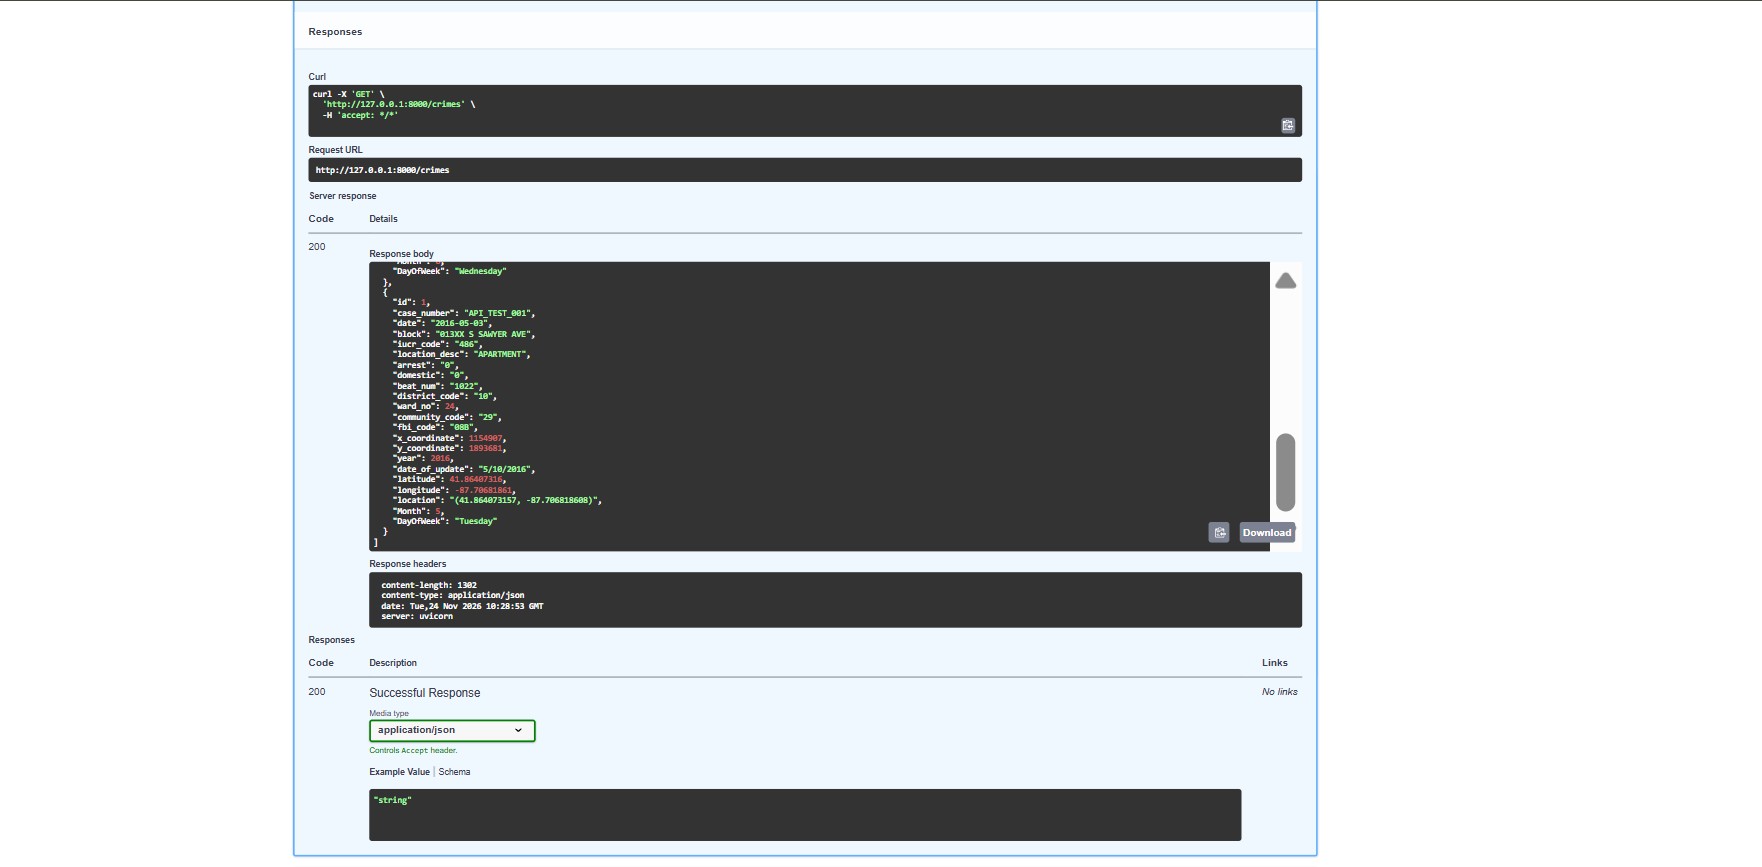 Responses
Curl
curl -X 'GET' \
'http://127.0.0.1:8000/crimes' \
-H 'accept: */*'
Request URL
http://127.0.0.1:8000/crimes
Server response
Code Details
200
Response body
"DayOfWeek": "Wednesday"
},
{
"id": 1,
"case_number": "API_TEST_001",
"date": "2016-05-03",
"block": "013XX S SAWYER AVE",
"iucr_code": "486",
"location_desc": "APARTMENT",
"arrest": "0",
"domestic": "0",
"beat_num": "1022",
"district_code": "10",
"ward_no": 24,
"community_code": "29",
"fbi_code": "08B",
"x_coordinate": 1154907,
"y_coordinate": 1893681,
"year": 2016,
"date_of_update": "5/10/2016",
"latitude": 41.86407316,
"longitude": -87.70681861,
"location": "(41.864073157, -87.706818608)",
"Month": 5,
"DayOfWeek": "Tuesday"
}
]
Download
Response headers
content-length: 1302
content-type: application/json
date: Tue,24 Nov 2026 10:28:53 GMT
server: uvicorn
Responses
Code Description Links
200 Successful Response No links
Media type
application/json
Controls Accept header.
Example Value Schema
"string"